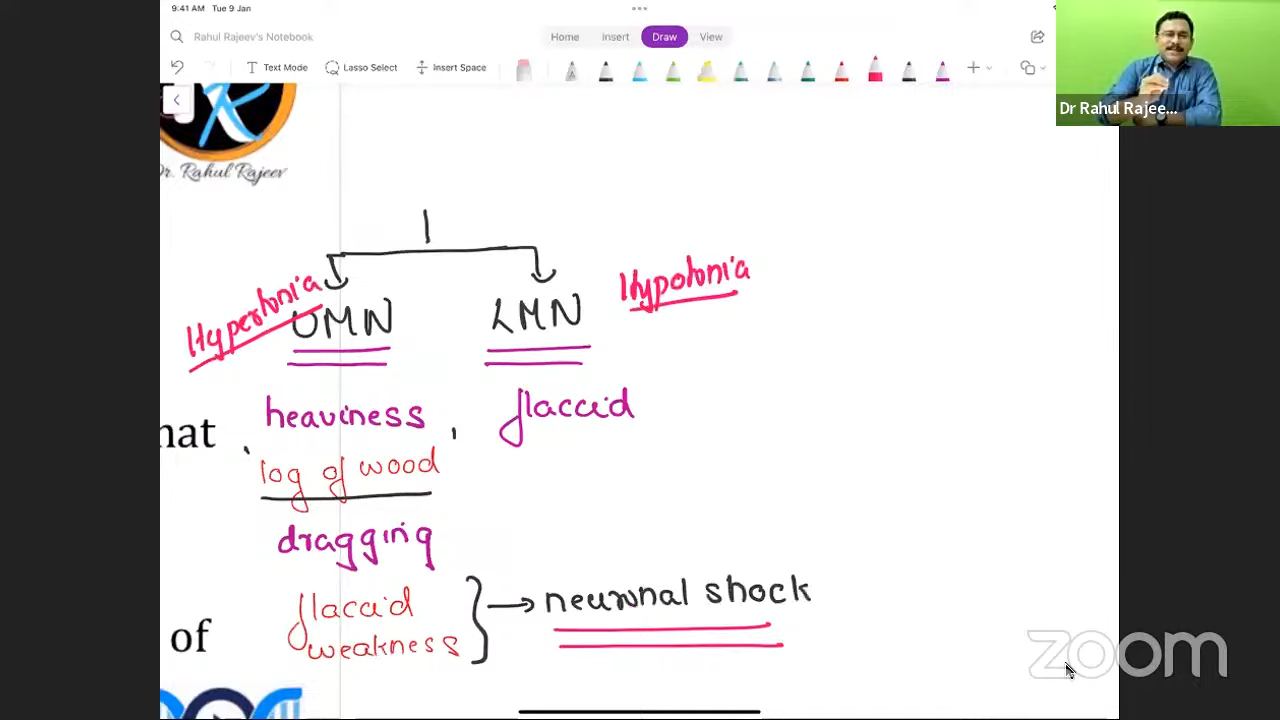 9:41 AM Tue 9 Jan
Rahul Rajeev's Notebook
Home Insert Draw View
Text Mode Lasso Select Insert Space
Dr Rahul Rajee...
Dr. Rahul Rajeev
Hypertonia
Hypotonia
UMN LMN
heaviness, flaccid
log of wood
dragging
flaccid weakness } → neuronal shock
of
zoom